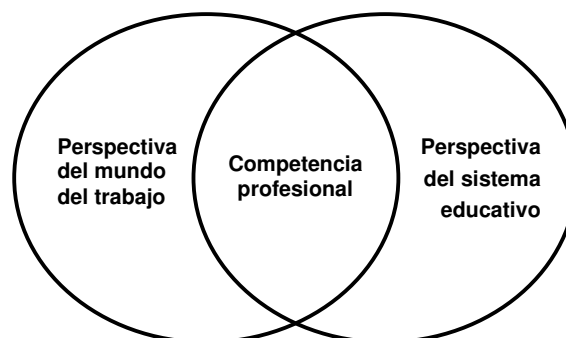 Perspectiva
del mundo
del trabajo
Competencia
profesional
Perspectiva
del sistema
educativo